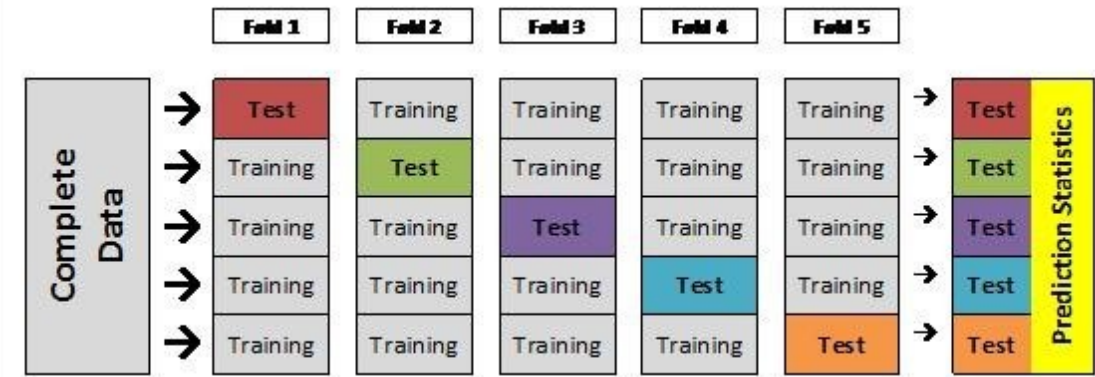 Fold 1 Fold 2 Fold 3 Fold 4 Fold 5
Complete
Data
Test Training Training Training Training Test
Training Test Training Training Training Test
Training Training Test Training Training Test
Training Training Training Test Training Test
Training Training Training Training Test Test
Prediction Statistics